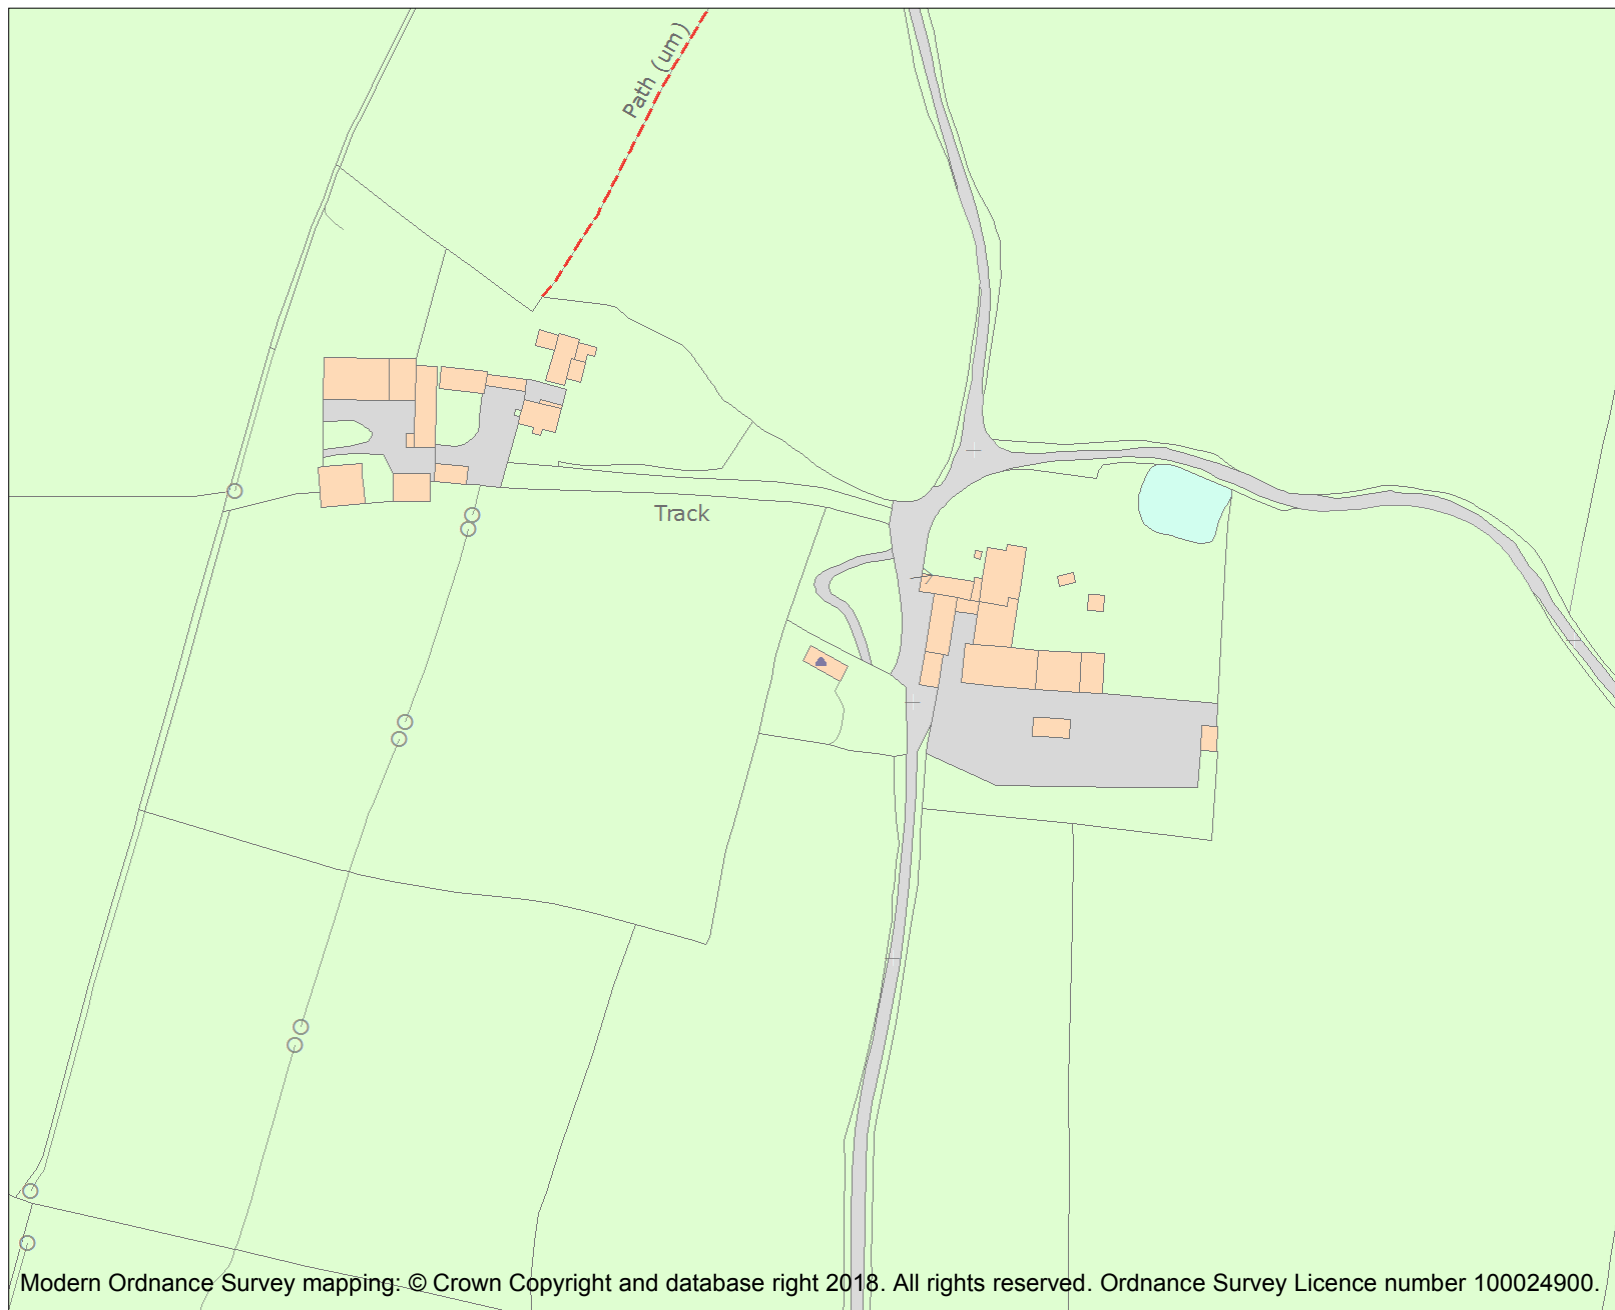 Path (um)
Track
Modern Ordnance Survey mapping: © Crown Copyright and database right 2018. All rights reserved. Ordnance Survey Licence number 100024900.